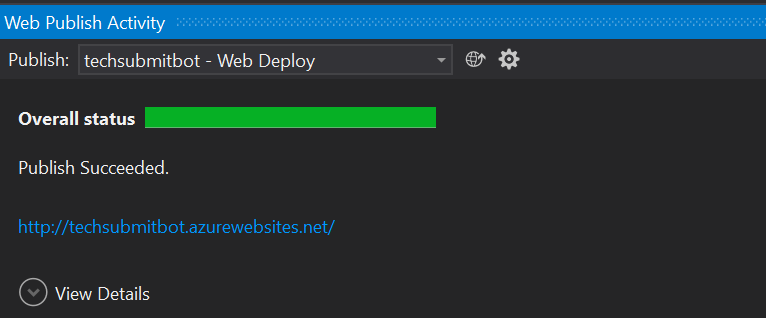 Web Publish Activity
Publish: techsubmitbot - Web Deploy
Overall status
Publish Succeeded.
http://techsubmitbot.azurewebsites.net/
View Details